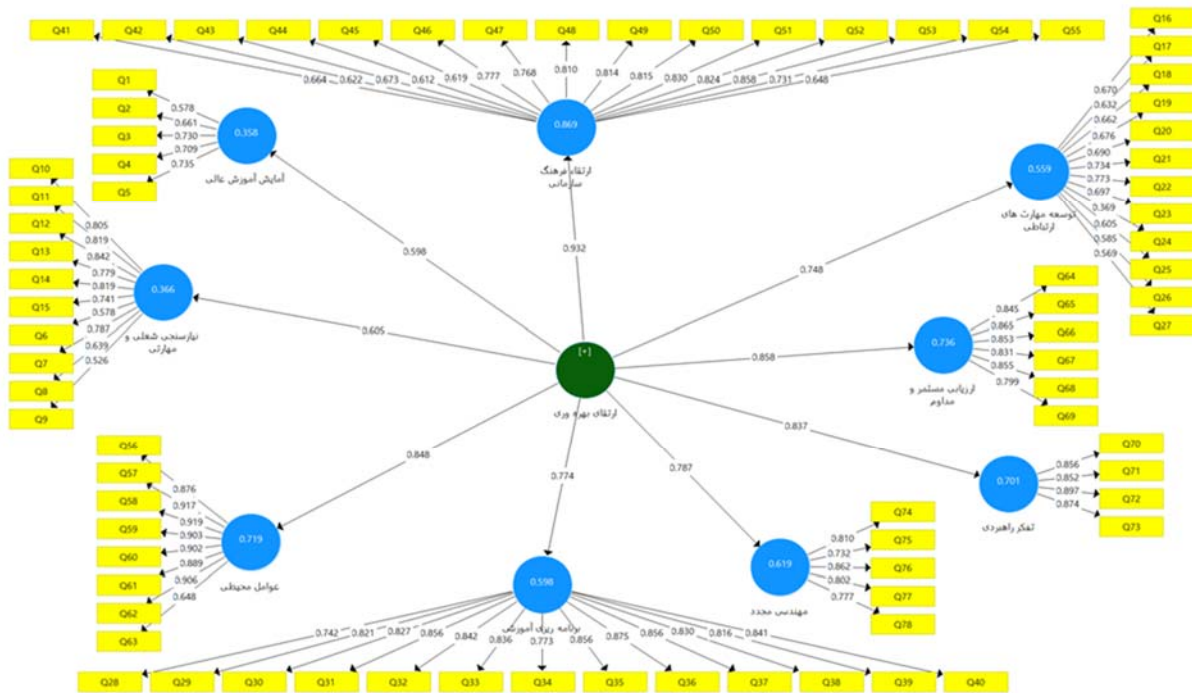 Q41 Q42 Q43 Q44 Q45 Q46 Q47 Q48 Q49 Q50 Q51 Q52 Q53 Q54 Q55
0.664 0.622 0.673 0.612 0.619 0.777 0.768 0.810 0.814 0.815 0.830 0.824 0.858 0.731 0.648
0.869
ارتقاء فرهنگ
سازمانی
Q1
Q2
Q3
Q4
Q5
0.578
0.661
0.730
0.709
0.735
0.358
آمایش آموزش عالی
Q16
Q17
Q18
Q19
Q20
Q21
Q22
Q23
Q24
Q25
Q26
Q27
0.670
0.632
0.662
0.676
0.690
0.734
0.773
0.697
0.369
0.605
0.585
0.569
0.559
توسعه مهارت های
ارتباطی
Q10
Q11
Q12
Q13
Q14
Q15
Q6
Q7
Q8
Q9
0.805
0.819
0.842
0.779
0.819
0.741
0.578
0.787
0.639
0.526
0.366
نیازسنجی شغلی و
مهارتی
0.598
0.932
0.748
0.605
0.858
0.837
0.848
0.774
0.787
[+]
ارتقای بهره وری
Q64
Q65
Q66
Q67
Q68
Q69
0.845
0.865
0.853
0.831
0.855
0.799
0.736
ارزیابی مستمر و
مداوم
Q70
Q71
Q72
Q73
0.856
0.852
0.897
0.874
0.701
تفکر راهبردی
Q56
Q57
Q58
Q59
Q60
Q61
Q62
Q63
0.876
0.917
0.919
0.903
0.902
0.889
0.906
0.648
0.719
عوامل محیطی
Q74
Q75
Q76
Q77
Q78
0.810
0.732
0.862
0.802
0.777
0.619
مهندسی مجدد
0.598
برنامه ریزی آموزشی
0.742 0.821 0.827 0.856 0.842 0.836 0.773 0.856 0.875 0.856 0.830 0.816 0.841
Q28 Q29 Q30 Q31 Q32 Q33 Q34 Q35 Q36 Q37 Q38 Q39 Q40